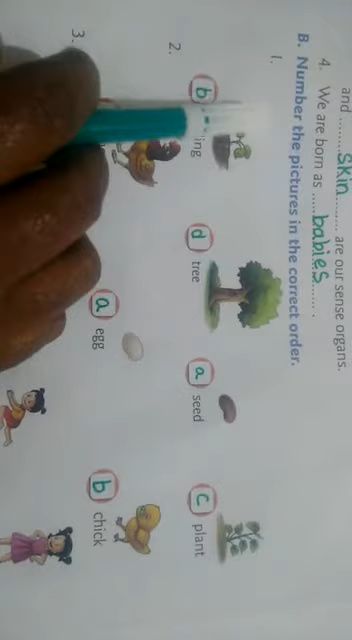 and ........ Skin ........ are our sense organs.
4. We are born as ..... babies ..... .
B. Number the pictures in the correct order.
1.
b ing d tree a seed c plant
2.
a egg b chick
3.